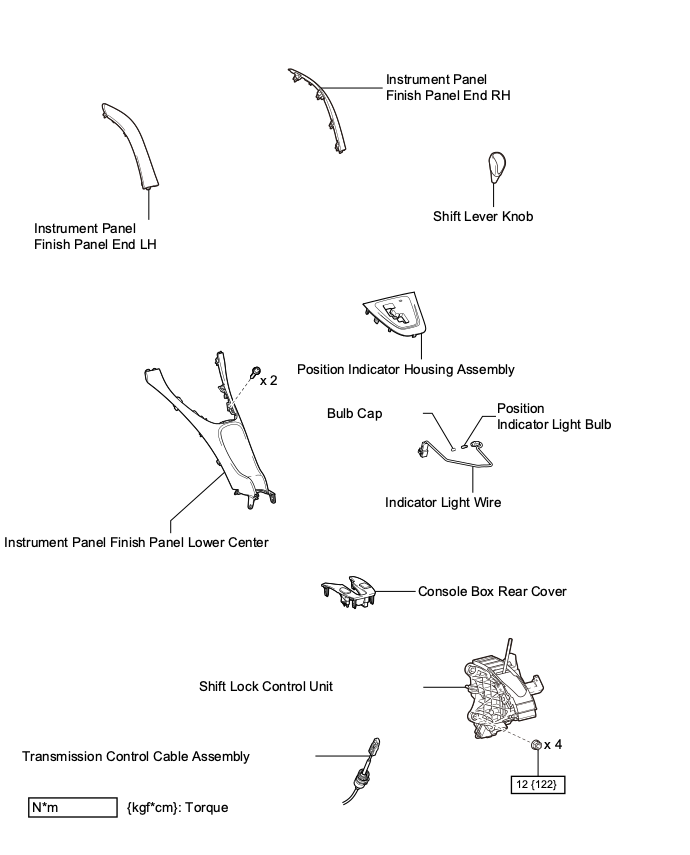 Instrument Panel
Finish Panel End RH
Shift Lever Knob
Instrument Panel
Finish Panel End LH
Position Indicator Housing Assembly
x 2
Bulb Cap
Position
Indicator Light Bulb
Indicator Light Wire
Instrument Panel Finish Panel Lower Center
Console Box Rear Cover
Shift Lock Control Unit
x 4
Transmission Control Cable Assembly
12 {122}
N*m {kgf*cm}: Torque